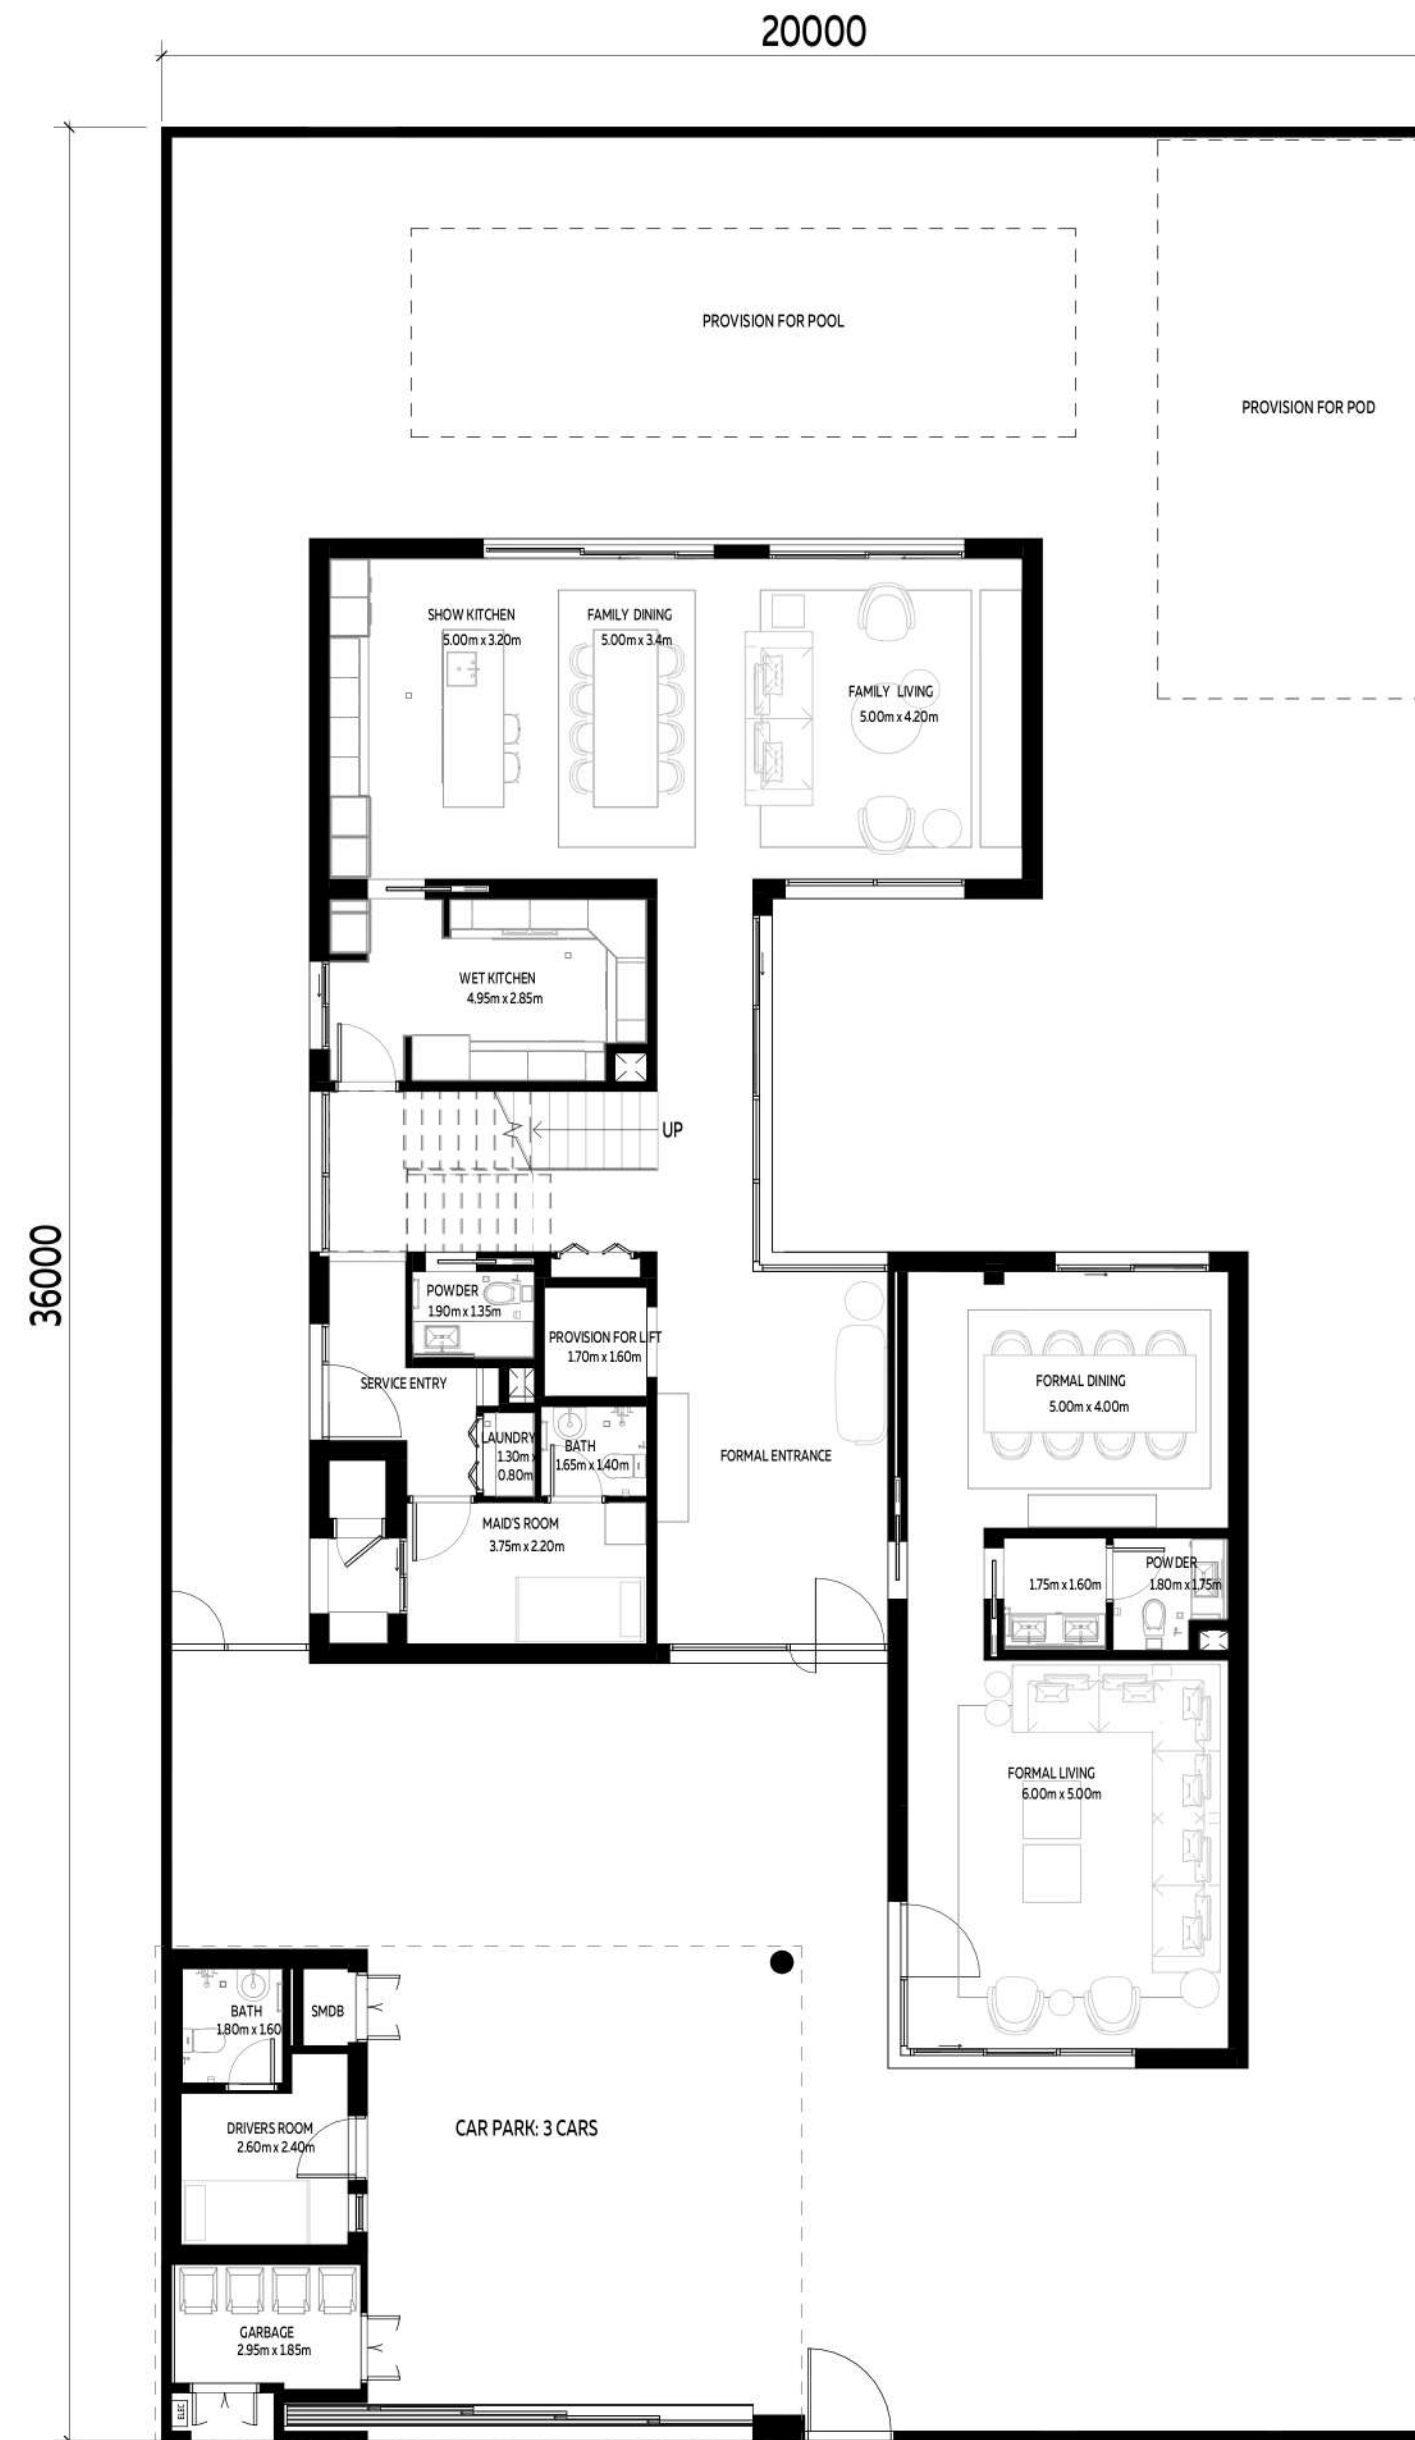 20000
PROVISION FOR POOL
PROVISION FOR POD
SHOW KITCHEN
5.00m x 3.20m
FAMILY DINING
5.00m x 3.4m
FAMILY LIVING
5.00m x 4.20m
WET KITCHEN
4.95m x 2.85m
UP
36000
POWDER
1.90m x 1.35m
PROVISION FOR LIFT
1.70m x 1.60m
SERVICE ENTRY
LAUNDRY
1.30m x
0.80m
BATH
1.65m x 1.40m
FORMAL ENTRANCE
FORMAL DINING
5.00m x 4.00m
MAID'S ROOM
3.75m x 2.20m
1.75m x 1.60m
POWDER
1.80m x 1.75m
FORMAL LIVING
6.00m x 5.00m
BATH
1.80m x 1.60
SMDB
DRIVERS ROOM
2.60m x 2.40m
CAR PARK: 3 CARS
GARBAGE
2.95m x 1.85m
ELEC